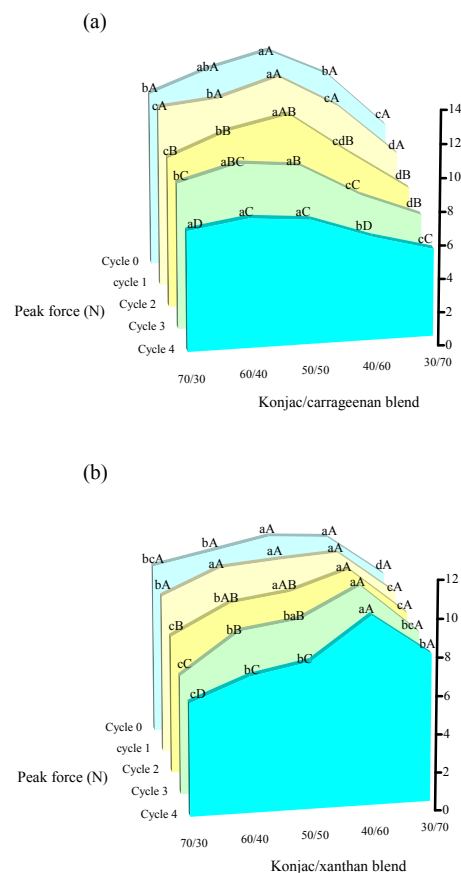 (a)
aA
abA
bA
bA
aA
cA
bA
cA
cA
14
aAB
dA
12
bB
cdB
cB
dB
10
aBC
aB
bC
cC
dB
8
aC
aC
aD
bD
cC
6
Cycle 0
4
cycle 1
Peak force (N)
Cycle 2
2
Cycle 3
Cycle 4
0
70/30
60/40
50/50
40/60
30/70
Konjac/carrageenan blend
(b)
aA
aA
bA
bcA
aA
aA
aA
dA
12
bA
aA
cA
bAB
aAB
aA
cA
10
cB
bB
baB
aA
bcA
bA
8
cC
bC
bC
6
cD
4
Cycle 0
cycle 1
2
Cycle 2
Peak force (N)
Cycle 3
0
Cycle 4
70/30
60/40
50/50
40/60
30/70
Konjac/xanthan blend